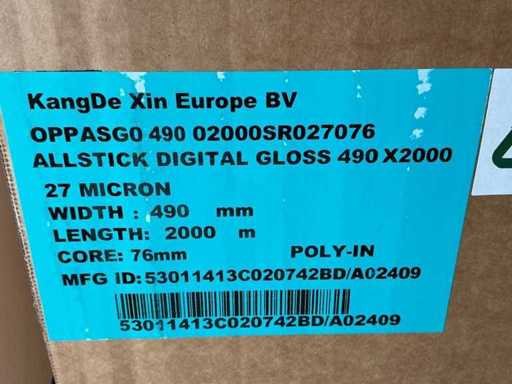 KangDe Xin Europe BV
OPPASG0 490 02000SR027076
ALLSTICK DIGITAL GLOSS 490 X2000
27 MICRON
WIDTH : 490 mm
LENGTH: 2000 m
CORE: 76mm POLY-IN
MFG ID: 53011413C020742BD/A02409
53011413C020742BD/A02409